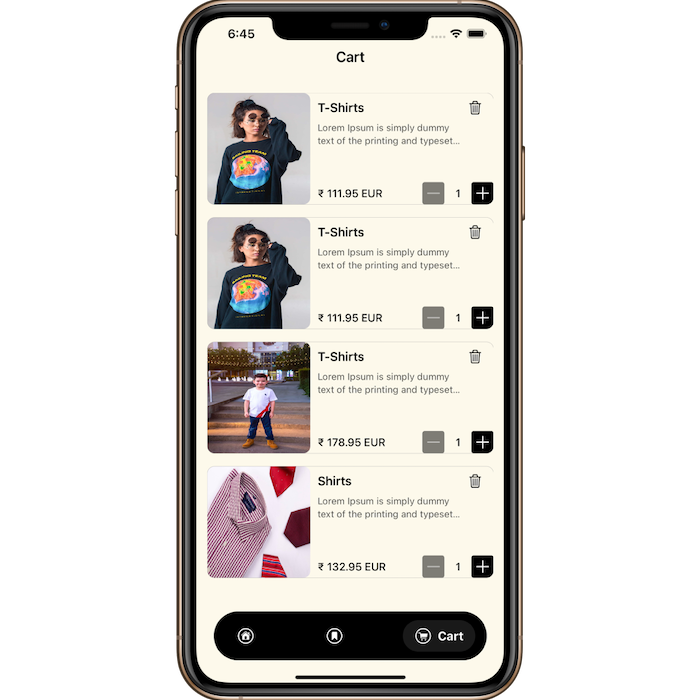 6:45
Cart
T-Shirts
Lorem Ipsum is simply dummy
text of the printing and typeset...
₹ 111.95 EUR
1
T-Shirts
Lorem Ipsum is simply dummy
text of the printing and typeset...
₹ 111.95 EUR
1
T-Shirts
Lorem Ipsum is simply dummy
text of the printing and typeset...
₹ 178.95 EUR
1
Shirts
Lorem Ipsum is simply dummy
text of the printing and typeset...
₹ 132.95 EUR
1
Cart